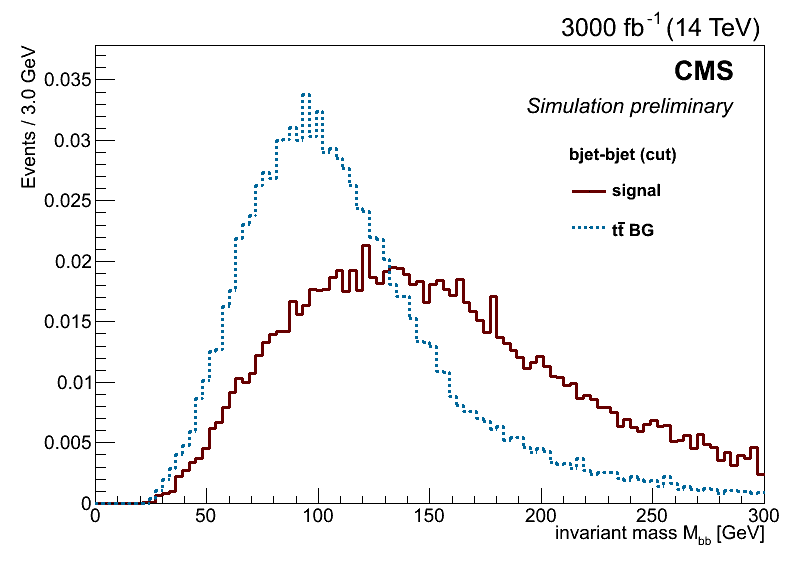 3000 fb⁻¹ (14 TeV)
CMS
Simulation preliminary
bjet-bjet (cut)
signal
tt̄ BG
Events / 3.0 GeV
0.035
0.03
0.025
0.02
0.015
0.01
0.005
0
0 50 100 150 200 250 300
invariant mass M_bb [GeV]